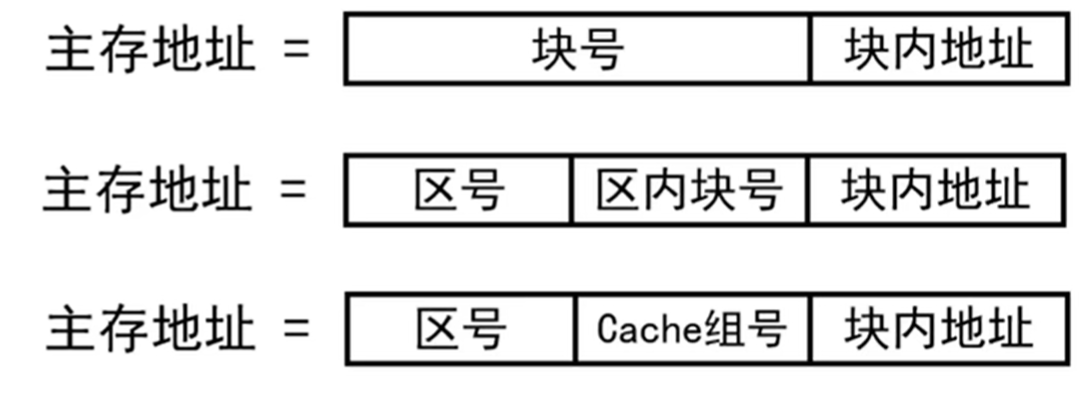 主存地址 = 块号 块内地址
主存地址 = 区号 区内块号 块内地址
主存地址 = 区号 Cache组号 块内地址